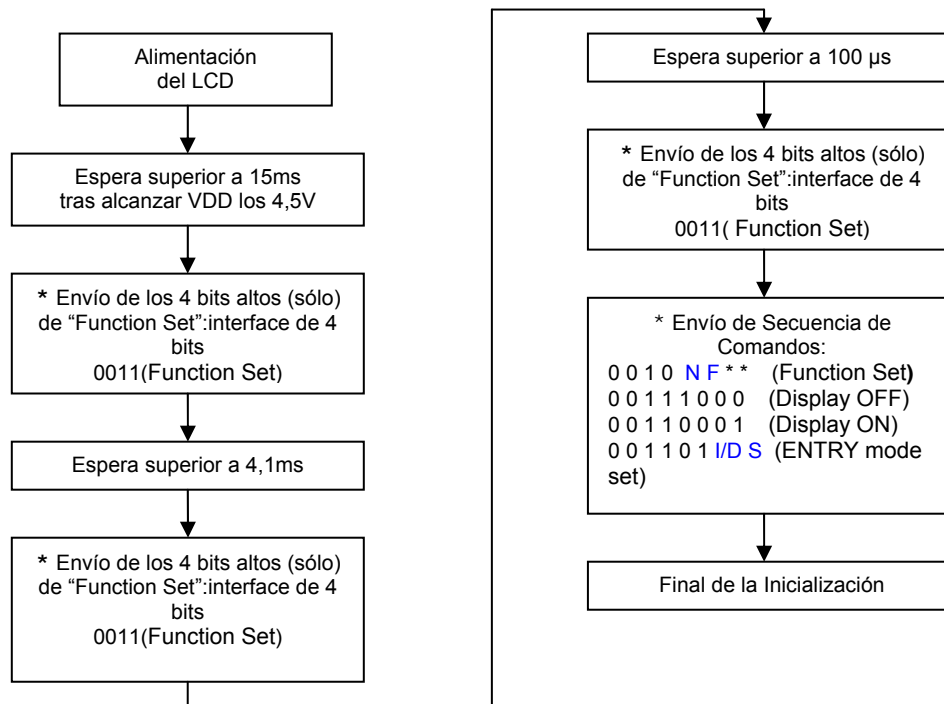 Alimentación
del LCD
Espera superior a 15ms
tras alcanzar VDD los 4,5V
* Envío de los 4 bits altos (sólo)
de “Function Set”:interface de 4
bits
0011(Function Set)
Espera superior a 4,1ms
* Envío de los 4 bits altos (sólo)
de “Function Set”:interface de 4
bits
0011(Function Set)
Espera superior a 100 µs
* Envío de los 4 bits altos (sólo)
de “Function Set”:interface de 4
bits
0011( Function Set)
* Envío de Secuencia de
Comandos:
0 0 1 0 N F * * (Function Set)
0 0 1 1 1 0 0 0 (Display OFF)
0 0 1 1 0 0 0 1 (Display ON)
0 0 1 1 0 1 I/D S (ENTRY mode
set)
Final de la Inicialización